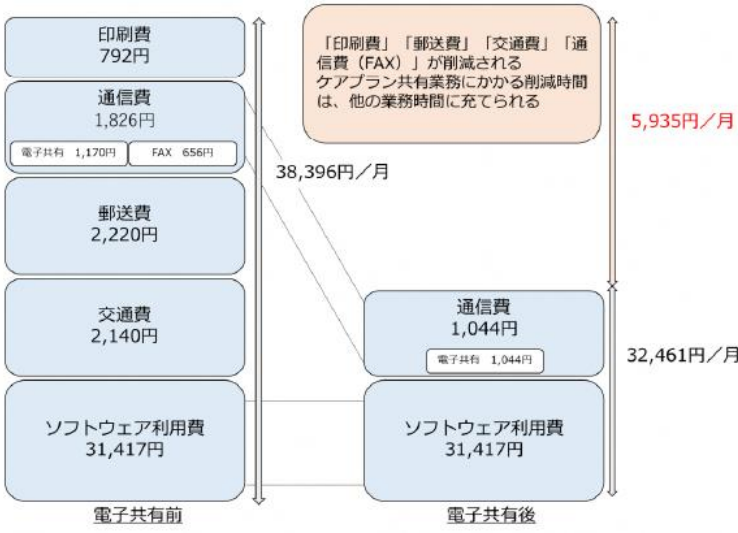 印刷費
792円
通信費
1,826円
電子共有 1,170円
FAX 656円
郵送費
2,220円
交通費
2,140円
ソフトウェア利用費
31,417円
電子共有前
38,396円／月
「印刷費」「郵送費」「交通費」「通
信費（FAX）」が削減される
ケアプラン共有業務にかかる削減時間
は、他の業務時間に充てられる
5,935円／月
通信費
1,044円
電子共有 1,044円
ソフトウェア利用費
31,417円
電子共有後
32,461円／月